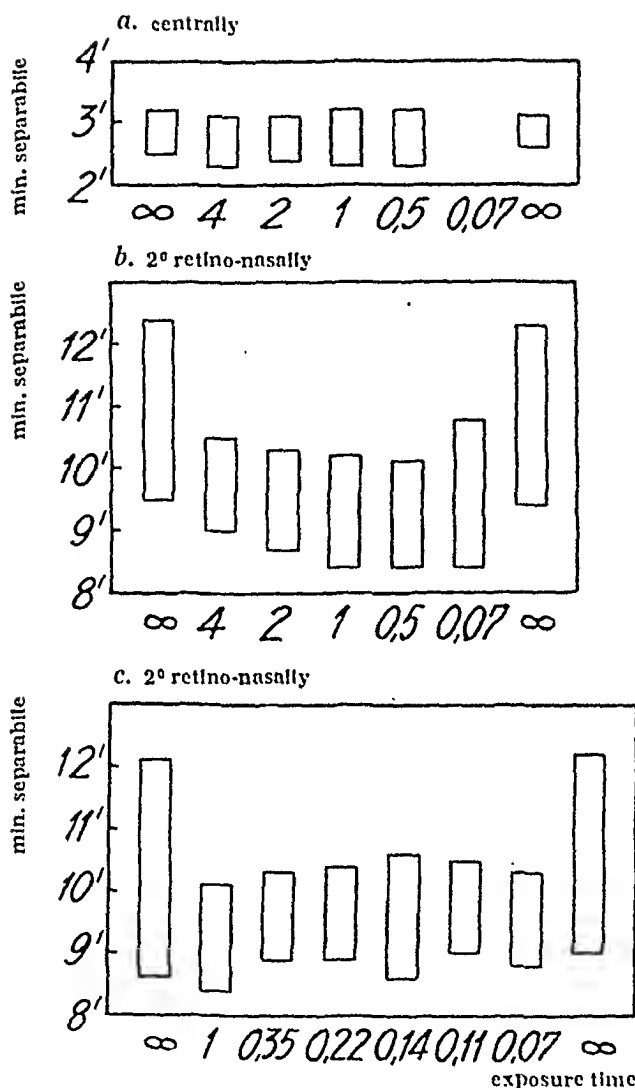 a. centrally
min. separabile
4'
3'
2'
∞ 4 2 1 0,5 0,07 ∞
b. 2⁰ retino-nasally
min. separabile
12'
11'
10'
9'
8'
∞ 4 2 1 0,5 0,07 ∞
c. 2⁰ retino-nasally
min. separabile
12'
11'
10'
9'
8'
∞ 1 0,35 0,22 0,14 0,11 0,07 ∞
exposure time